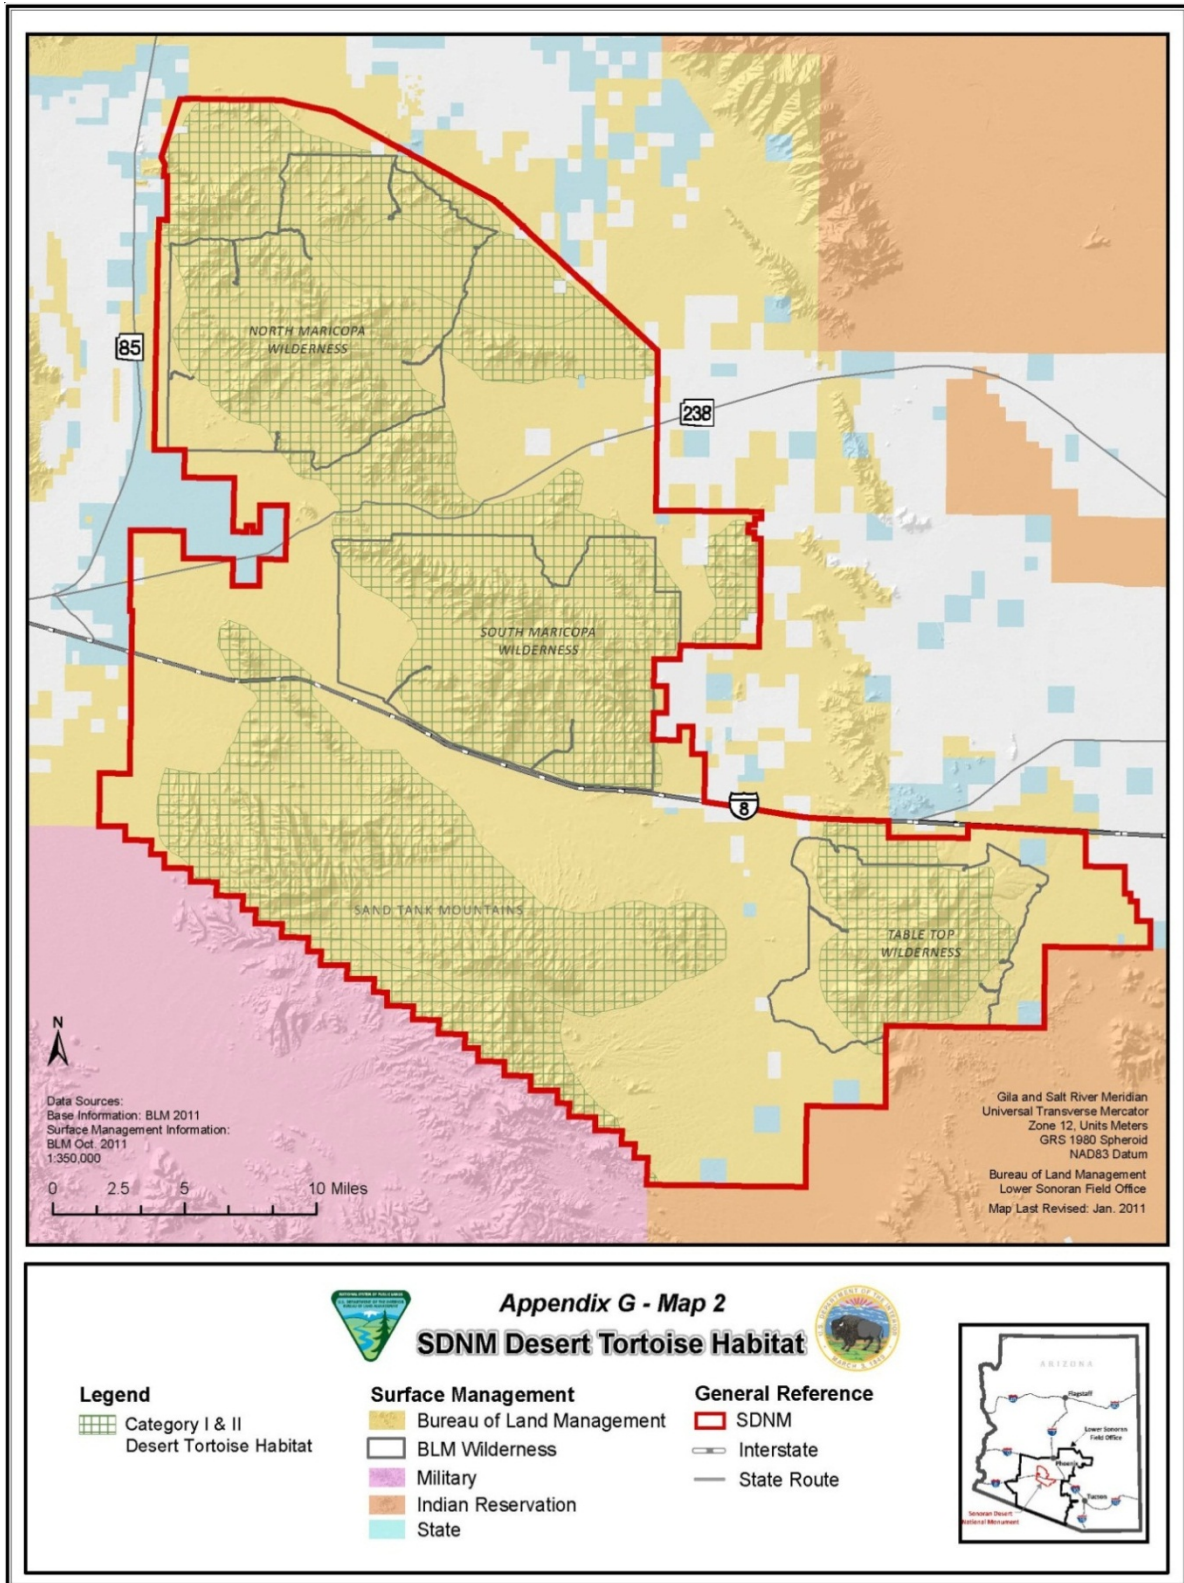 NORTH MARICOPA
WILDERNESS
85
238
SOUTH MARICOPA
WILDERNESS
8
SAND TANK MOUNTAINS
TABLE TOP
WILDERNESS
N
Data Sources:
Base Information: BLM 2011
Surface Management Information:
BLM Oct. 2011
1:350,000
0 2.5 5 10 Miles
Gila and Salt River Meridian
Universal Transverse Mercator
Zone 12, Units Meters
GRS 1980 Spheroid
NAD83 Datum
Bureau of Land Management
Lower Sonoran Field Office
Map Last Revised: Jan. 2011
Appendix G - Map 2
SDNM Desert Tortoise Habitat
Legend
Category I & II
Desert Tortoise Habitat
Surface Management
Bureau of Land Management
BLM Wilderness
Military
Indian Reservation
State
General Reference
SDNM
Interstate
State Route
ARIZONA
Flagstaff
Lower Sonoran
Field Office
Phoenix
Tucson
Sonoran Desert
National Monument